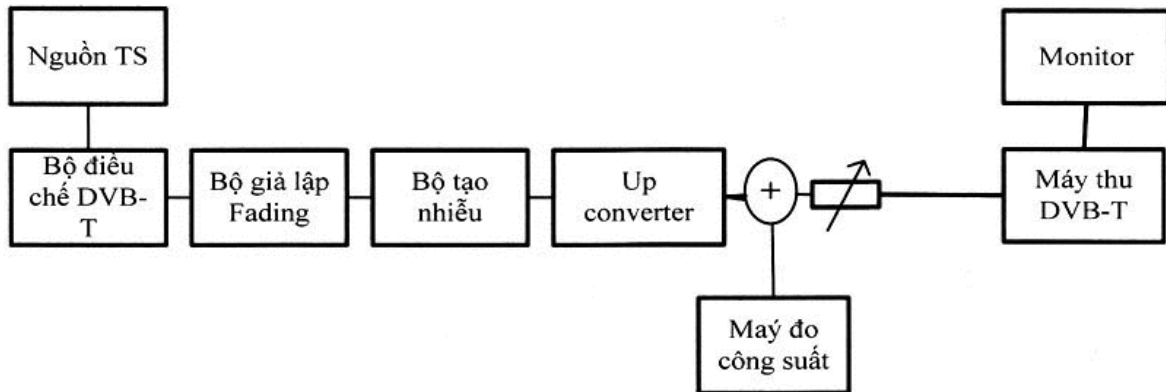 Nguồn TS
Monitor
Bộ điều
chế DVB-
T
Bộ giả lập
Fading
Bộ tạo
nhiễu
Up
converter
+
Máy thu
DVB-T
Maý đo
công suất